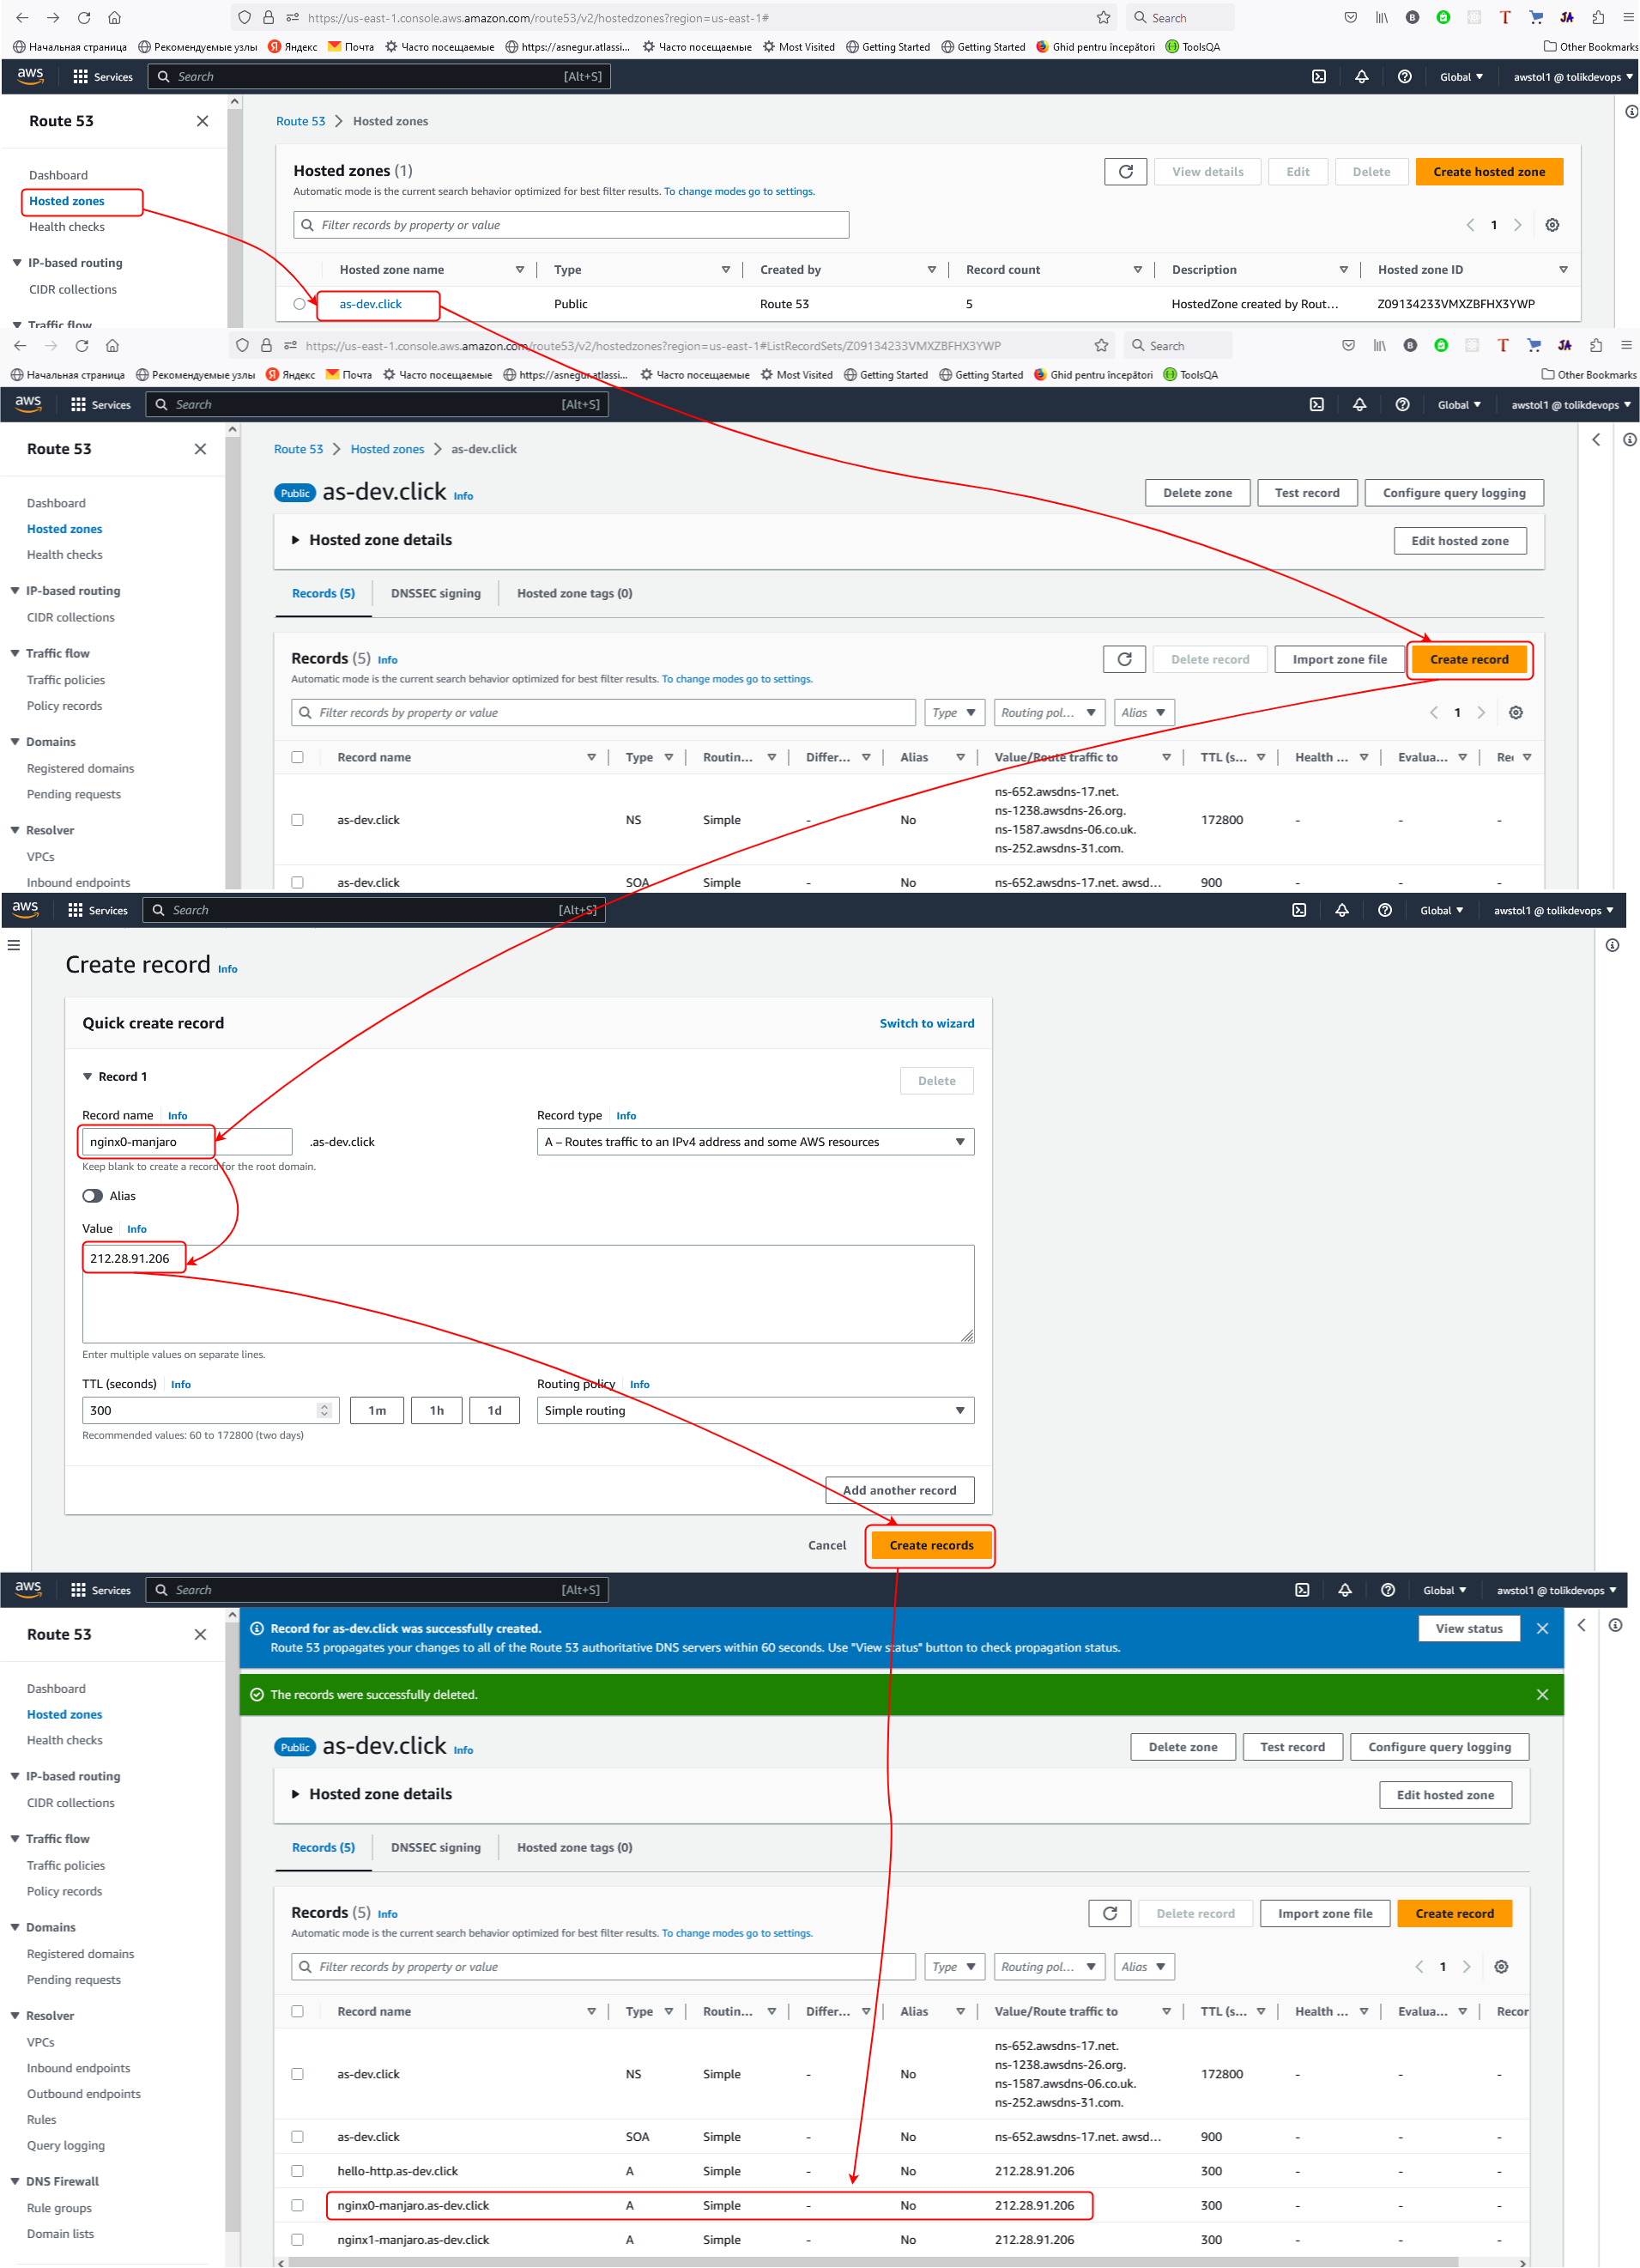 https://us-east-1.console.aws.amazon.com/route53/v2/hostedzones?region=us-east-1#
Search
Начальная страница Рекомендуемые узлы Яндекс Почта Часто посещаемые https://asnegur.atlassi... Часто посещаемые Most Visited Getting Started Getting Started Ghid pentru începători ToolsQA Other Bookmarks
aws Services Search [Alt+S] Global awstol1 @ tolikdevops
Route 53
Route 53 > Hosted zones
Dashboard
Hosted zones
Health checks
IP-based routing
CIDR collections
Traffic flow
Hosted zones (1)
View details Edit Delete Create hosted zone
Automatic mode is the current search behavior optimized for best filter results. To change modes go to settings.
Filter records by property or value
1
Hosted zone name Type Created by Record count Description Hosted zone ID
as-dev.click Public Route 53 5 HostedZone created by Rout... Z09134233VMXZBFHX3YWP
https://us-east-1.console.aws.amazon.com/route53/v2/hostedzones?region=us-east-1#ListRecordSets/Z09134233VMXZBFHX3YWP
Search
Начальная страница Рекомендуемые узлы Яндекс Почта Часто посещаемые https://asnegur.atlassi... Часто посещаемые Most Visited Getting Started Getting Started Ghid pentru începători ToolsQA Other Bookmarks
aws Services Search [Alt+S] Global awstol1 @ tolikdevops
Route 53
Dashboard
Hosted zones
Health checks
IP-based routing
CIDR collections
Traffic flow
Traffic policies
Policy records
Domains
Registered domains
Pending requests
Resolver
VPCs
Inbound endpoints
Route 53 > Hosted zones > as-dev.click
Public as-dev.click Info
Delete zone Test record Configure query logging
Hosted zone details
Edit hosted zone
Records (5) DNSSEC signing Hosted zone tags (0)
Records (5) Info
Delete record Import zone file Create record
Automatic mode is the current search behavior optimized for best filter results. To change modes go to settings.
Filter records by property or value Type Routing pol... Alias 1
Record name Type Routin... Differ... Alias Value/Route traffic to TTL (s... Health ... Evalua... Rec
ns-652.awsdns-17.net.
ns-1238.awsdns-26.org.
as-dev.click NS Simple - No 172800 - - -
ns-1587.awsdns-06.co.uk.
ns-252.awsdns-31.com.
as-dev.click SOA Simple - No ns-652.awsdns-17.net. awsd... 900 - - -
aws Services Search [Alt+S] Global awstol1 @ tolikdevops
Create record Info
Quick create record
Switch to wizard
Record 1
Delete
Record name Info
Record type Info
nginx0-manjaro .as-dev.click
A – Routes traffic to an IPv4 address and some AWS resources
Keep blank to create a record for the root domain.
Alias
Value Info
212.28.91.206
Enter multiple values on separate lines.
TTL (seconds) Info
Routing policy Info
300 1m 1h 1d
Simple routing
Recommended values: 60 to 172800 (two days)
Add another record
Cancel Create records
aws Services Search [Alt+S] Global awstol1 @ tolikdevops
Route 53
Dashboard
Hosted zones
Health checks
IP-based routing
CIDR collections
Traffic flow
Traffic policies
Policy records
Domains
Registered domains
Pending requests
Resolver
VPCs
Inbound endpoints
Outbound endpoints
Rules
Query logging
DNS Firewall
Rule groups
Domain lists
Record for as-dev.click was successfully created.
Route 53 propagates your changes to all of the Route 53 authoritative DNS servers within 60 seconds. Use "View status" button to check propagation status.
View status
The records were successfully deleted.
Public as-dev.click Info
Delete zone Test record Configure query logging
Hosted zone details
Edit hosted zone
Records (5) DNSSEC signing Hosted zone tags (0)
Records (5) Info
Delete record Import zone file Create record
Automatic mode is the current search behavior optimized for best filter results. To change modes go to settings.
Filter records by property or value Type Routing pol... Alias 1
Record name Type Routin... Differ... Alias Value/Route traffic to TTL (s... Health ... Evalua... Recor
ns-652.awsdns-17.net.
ns-1238.awsdns-26.org.
as-dev.click NS Simple - No 172800 - - -
ns-1587.awsdns-06.co.uk.
ns-252.awsdns-31.com.
as-dev.click SOA Simple - No ns-652.awsdns-17.net. awsd... 900 - - -
hello-http.as-dev.click A Simple - No 212.28.91.206 300 - - -
nginx0-manjaro.as-dev.click A Simple - No 212.28.91.206 300 - - -
nginx1-manjaro.as-dev.click A Simple - No 212.28.91.206 300 - - -